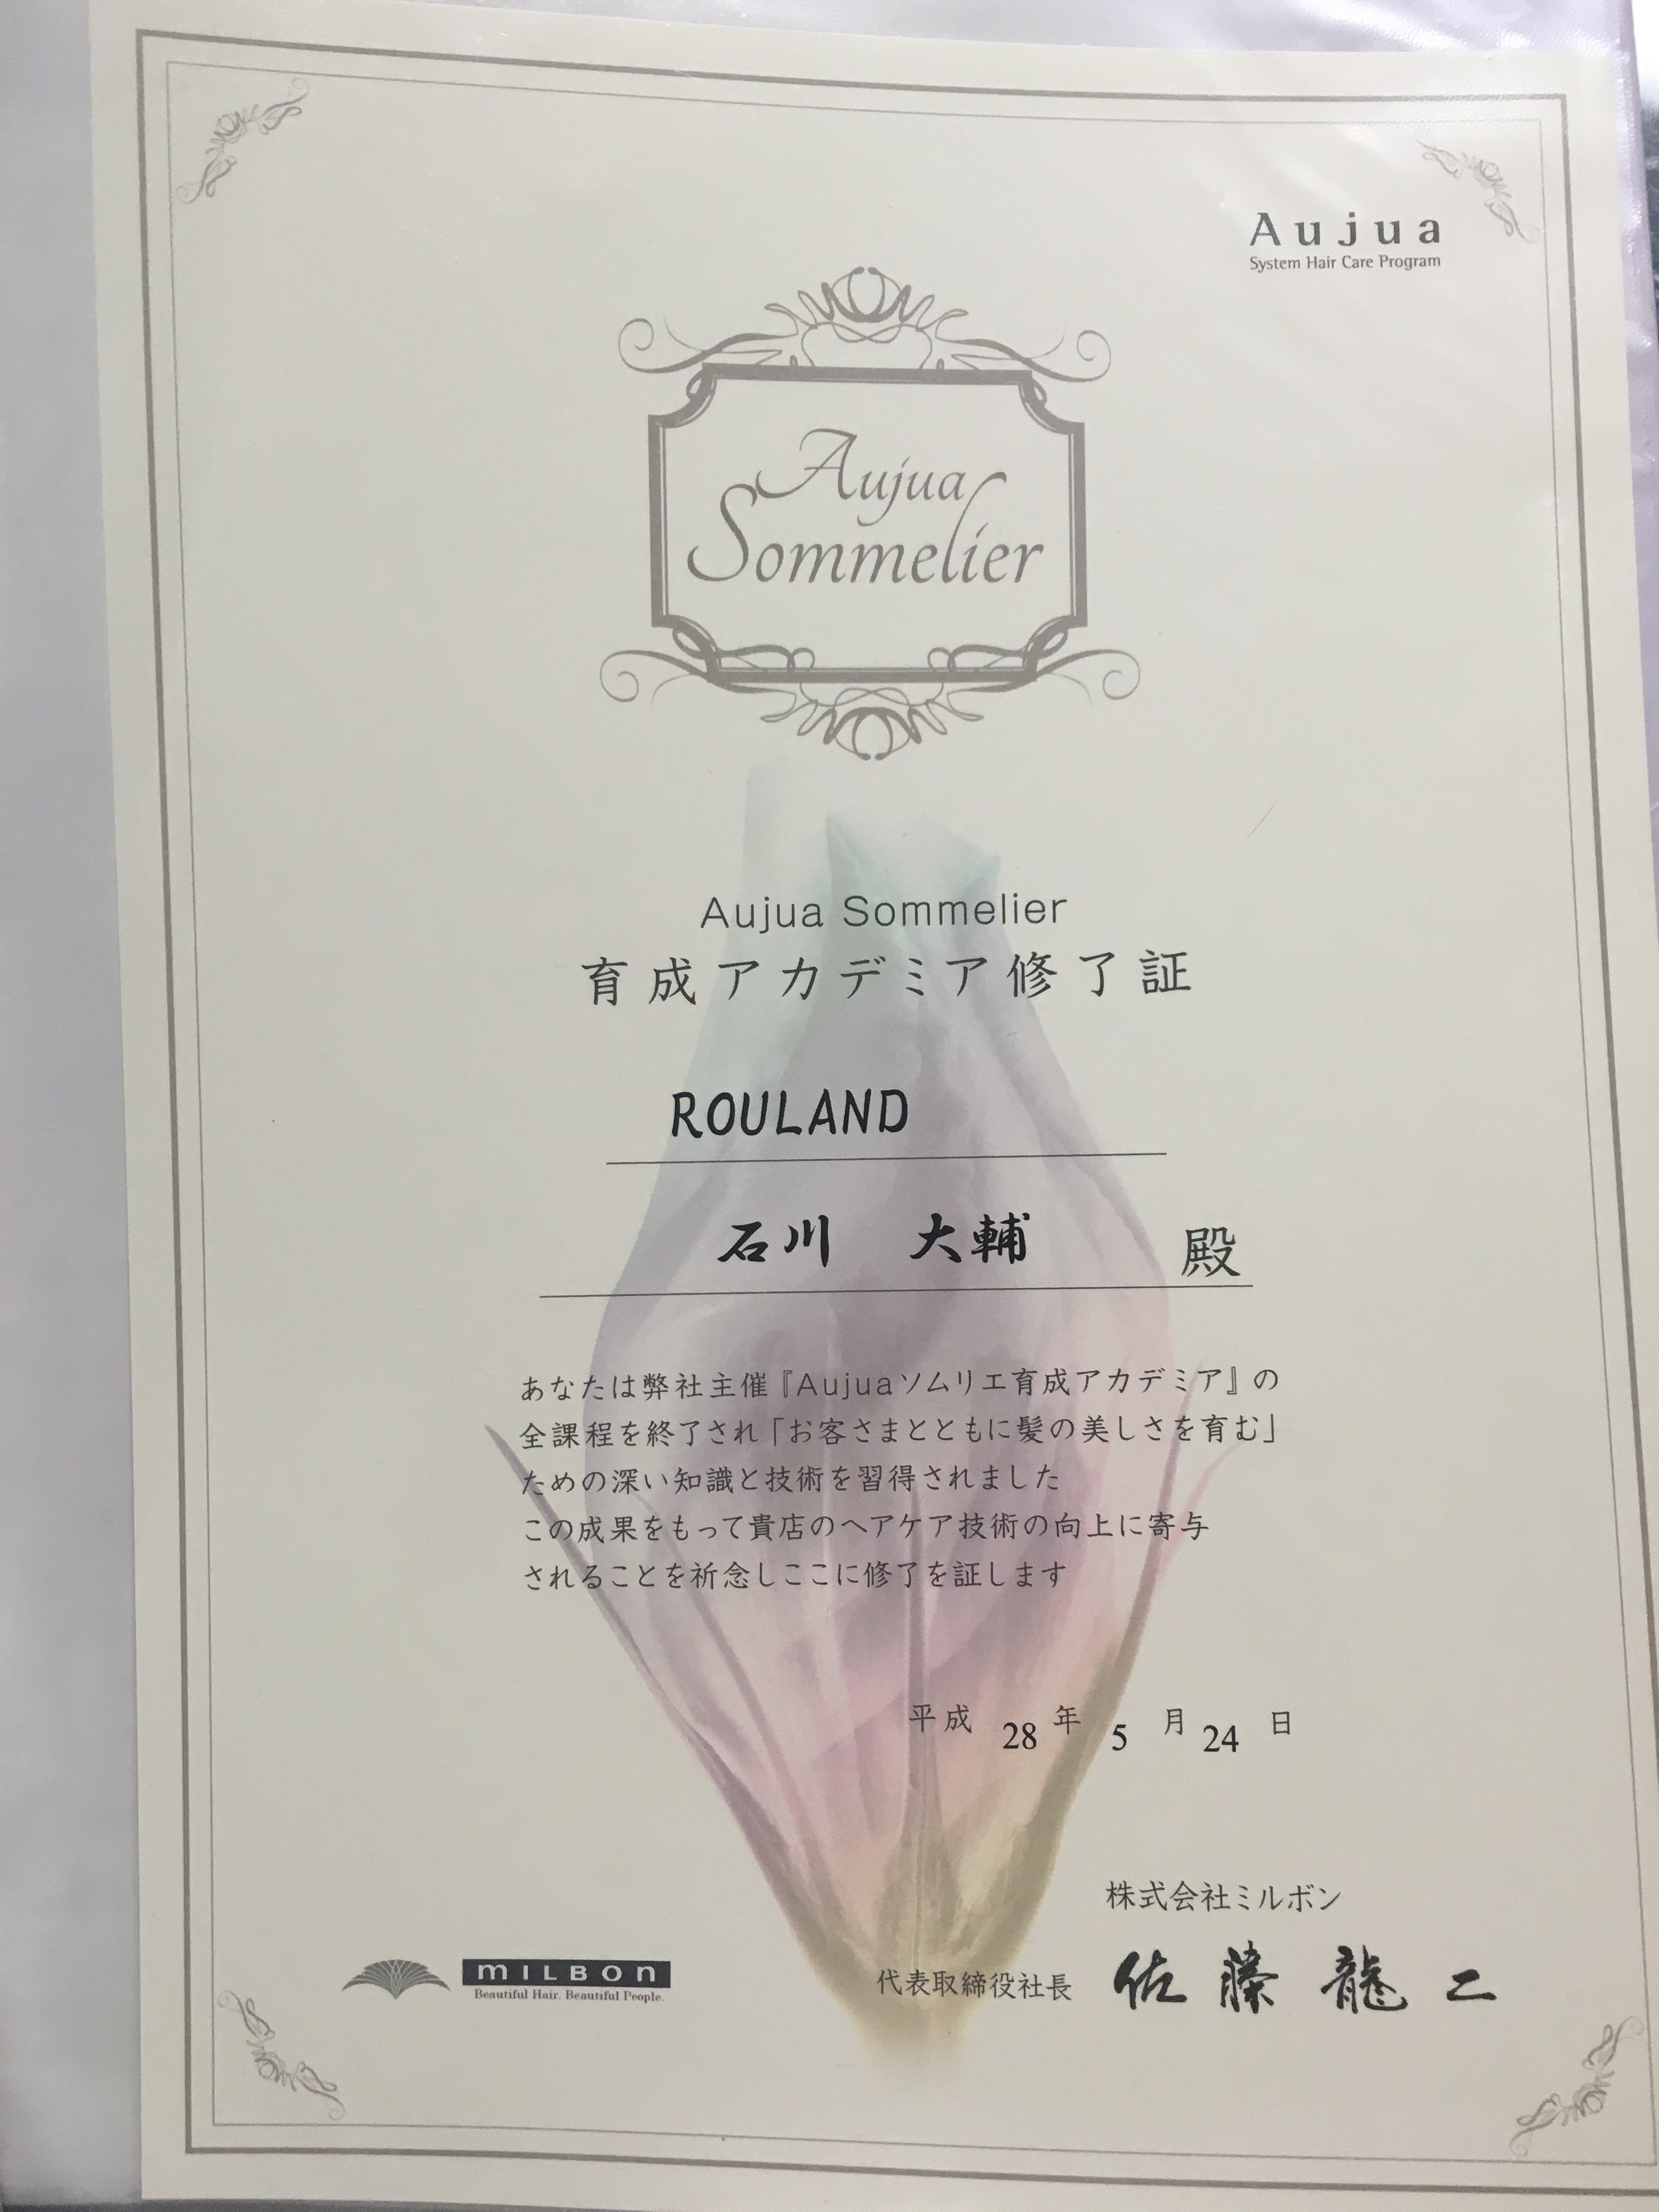 Aujua
System Hair Care Program
Aujua
Sommelier
Aujua Sommelier
育成アカデミア修了証
ROULAND
石川 大輔 殿
あなたは弊社主催『Aujuaソムリエ育成アカデミア』の
全課程を終了され「お客さまとともに髪の美しさを育む」
ための深い知識と技術を習得されました
この成果をもって貴店のヘアケア技術の向上に寄与
されることを祈念しここに修了を証します
平成 28 年 5 月 24 日
株式会社ミルボン
代表取締役社長 佐藤龍二
MILBON
Beautiful Hair. Beautiful People.